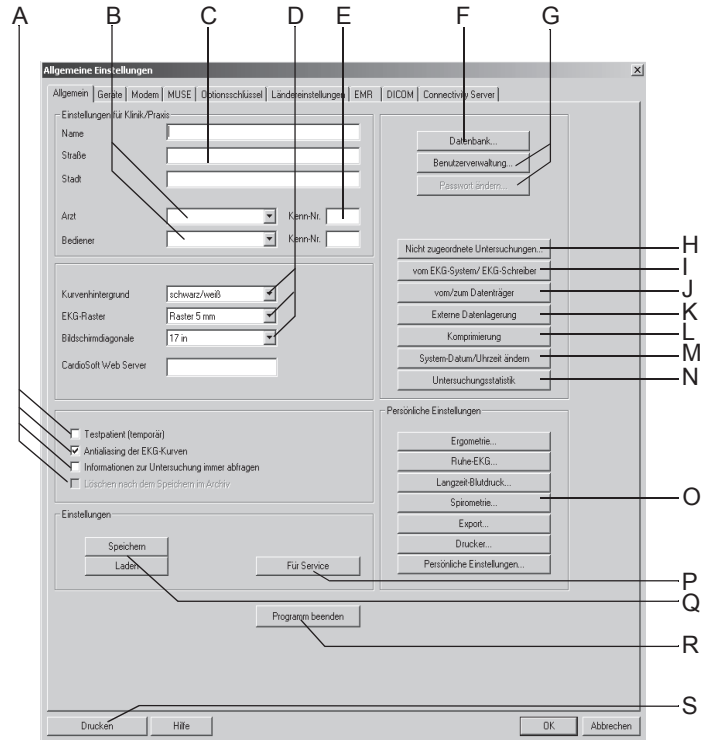 A B C D E F G
Allgemeine Einstellungen
Allgemein Geräte Modem MUSE Optionsschlüssel Ländereinstellungen EMR DICOM Connectivity Server
Einstellungen für Klinik/Praxis
Name
Straße
Stadt
Arzt Kenn-Nr.
Bediener Kenn-Nr.
Datenbank...
Benutzerverwaltung...
Passwort ändern...
Nicht zugeordnete Untersuchungen... H
vom EKG-System/ EKG-Schreiber I
vom/zum Datenträger J
Externe Datenlagerung K
Komprimierung L
System-Datum/Uhrzeit ändern M
Untersuchungsstatistik N
Kurvenhintergrund schwarz/weiß
EKG-Raster Raster 5 mm
Bildschirmdiagonale 17 in
CardioSoft Web Server
Testpatient (temporär)
Antialiasing der EKG-Kurven
Informationen zur Untersuchung immer abfragen
Löschen nach dem Speichern im Archiv
Persönliche Einstellungen
Ergometrie...
Ruhe-EKG...
Langzeit-Blutdruck...
Spirometrie... O
Export...
Drucker...
Persönliche Einstellungen...
Einstellungen
Speichern
Laden
Für Service P
Q
Programm beenden R
S
Drucken Hilfe OK Abbrechen